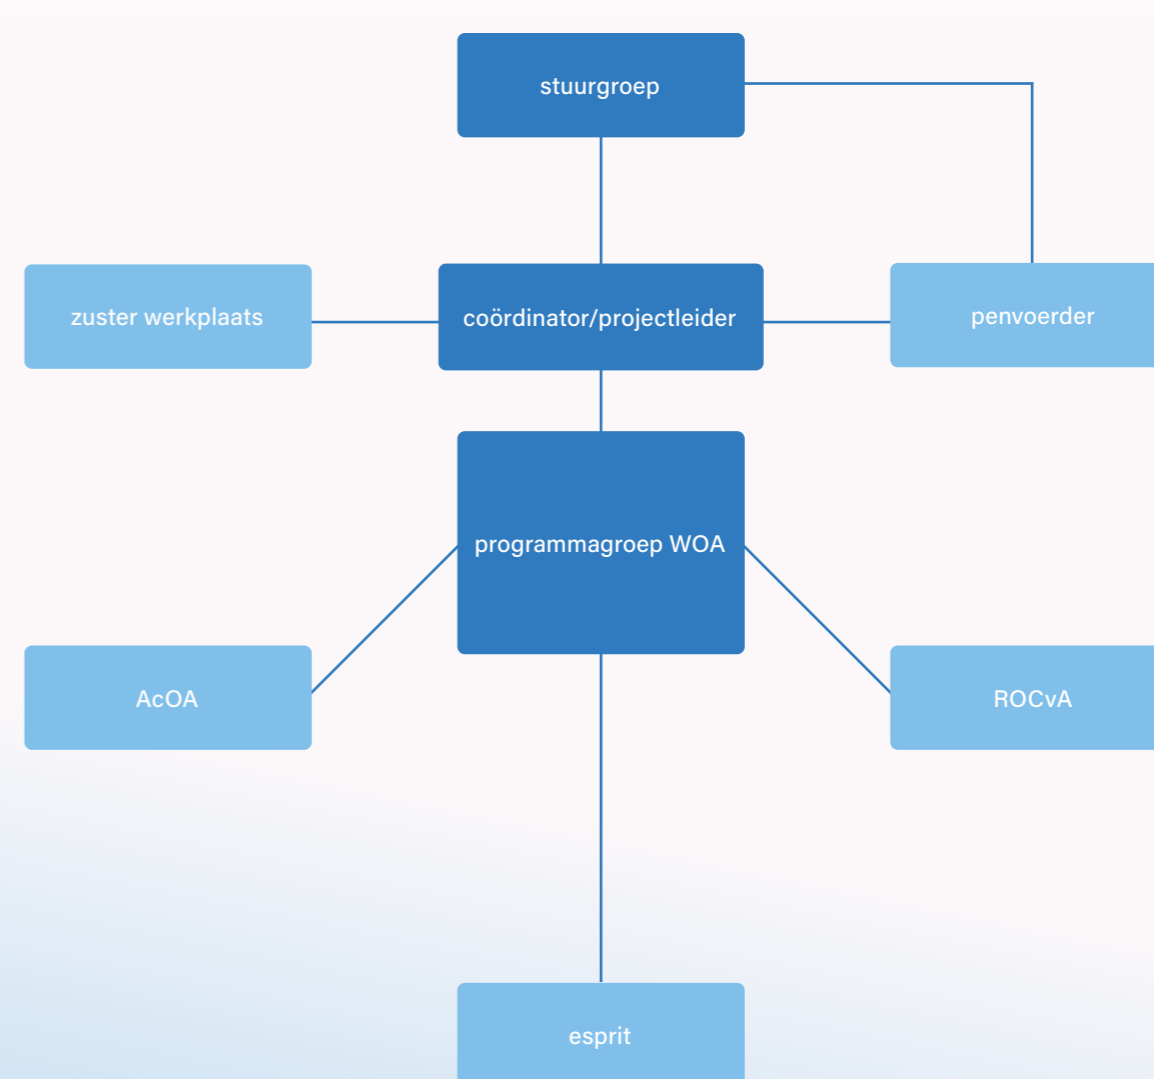 stuurgroep
zuster werkplaats
coördinator/projectleider
penvoerder
programmagroep WOA
AcOA
ROCvA
esprit